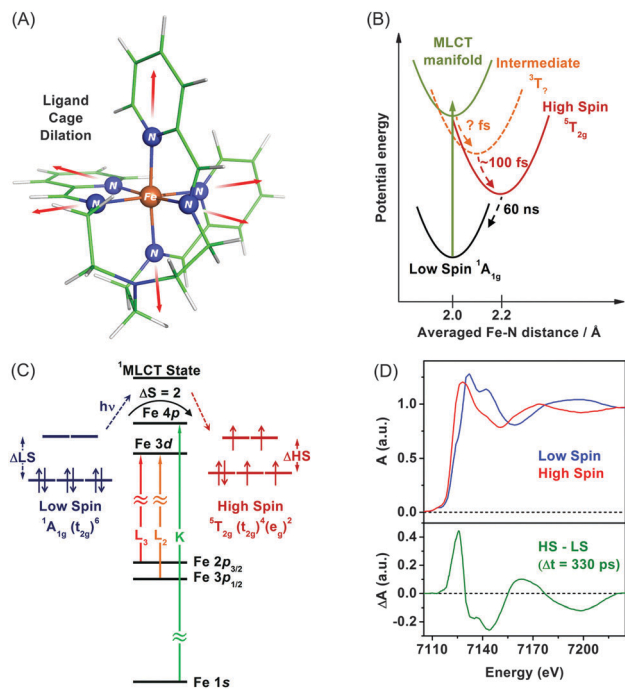 (A)
Ligand
Cage
Dilation
N
N
N
Fe
N
N
N
(B)
MLCT
manifold
Intermediate
³T?
High Spin
⁵T2g
? fs
~100 fs
60 ns
Low Spin ¹A1g
Potential energy
2.0
2.2
Averaged Fe-N distance / Å
(C)
¹MLCT State
hν
ΔS = 2
Fe 4p
Fe 3d
ΔLS
ΔHS
Low Spin
¹A1g (t2g)⁶
High Spin
⁵T2g (t2g)⁴(eg)²
L3
L2
K
Fe 2p3/2
Fe 3p1/2
Fe 1s
(D)
A (a.u.)
1.0
0.5
0.0
Low Spin
High Spin
ΔA (a.u.)
0.4
0.2
0.0
-0.2
HS - LS
(Δt = 330 ps)
7110
7140
7170
7200
Energy (eV)